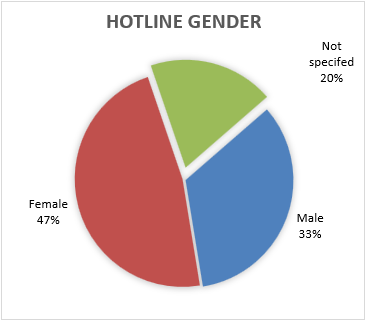 HOTLINE GENDER
Not
specifed
20%
Female
47%
Male
33%